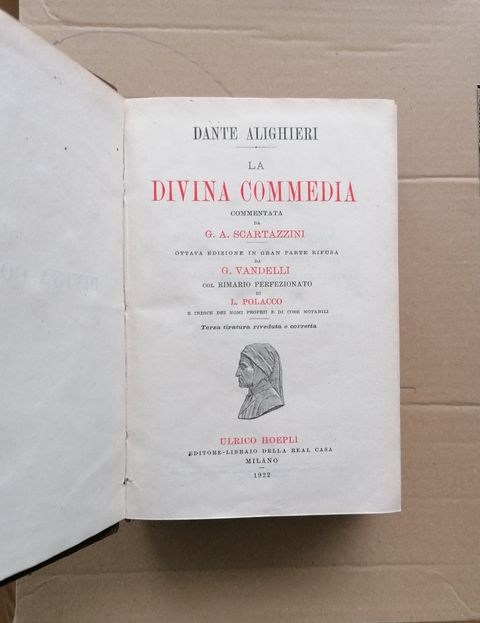 DANTE ALIGHIERI
LA
DIVINA COMMEDIA
COMMENTATA
DA
G. A. SCARTAZZINI
OTTAVA EDIZIONE IN GRAN PARTE RIFUSA
DA
G. VANDELLI
COL RIMARIO PERFEZIONATO
DI
L. POLACCO
E INDICE DEI NOMI PROPRII E DI COSE NOTABILI
Terza tiratura riveduta e corretta
ULRICO HOEPLI
EDITORE-LIBRAIO DELLA REAL CASA
MILANO
1922